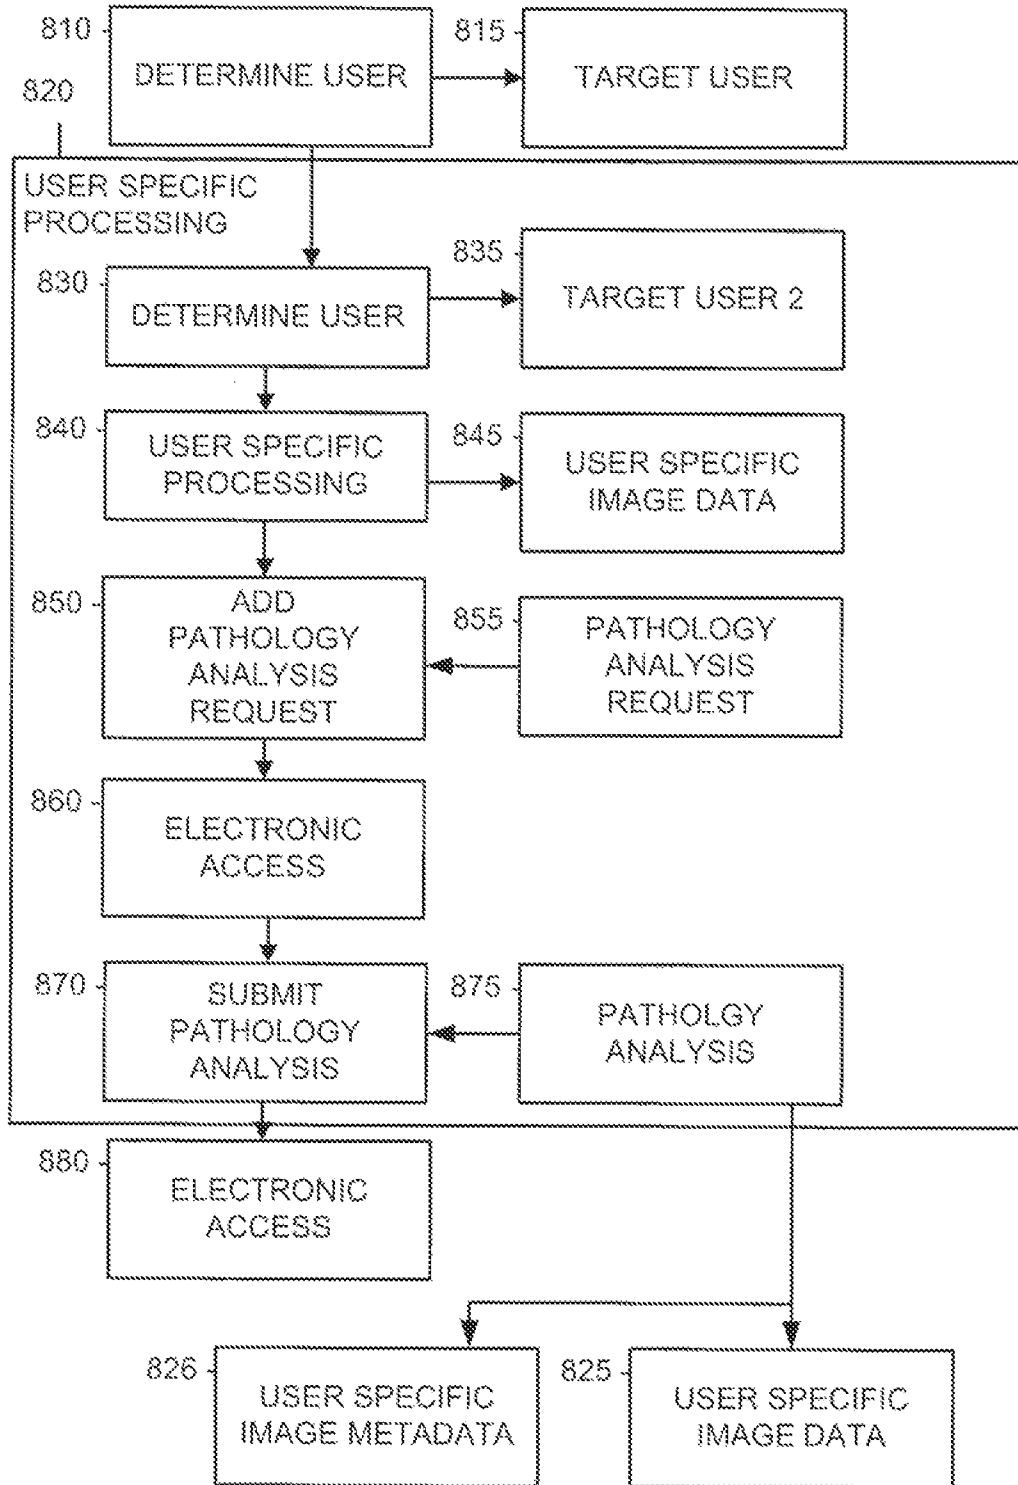 810
DETERMINE USER
815
TARGET USER
820
USER SPECIFIC
PROCESSING
830
DETERMINE USER
835
TARGET USER 2
840
USER SPECIFIC
PROCESSING
845
USER SPECIFIC
IMAGE DATA
850
ADD
PATHOLOGY
ANALYSIS
REQUEST
855
PATHOLOGY
ANALYSIS
REQUEST
860
ELECTRONIC
ACCESS
870
SUBMIT
PATHOLOGY
ANALYSIS
875
PATHOLGY
ANALYSIS
880
ELECTRONIC
ACCESS
826
USER SPECIFIC
IMAGE METADATA
825
USER SPECIFIC
IMAGE DATA